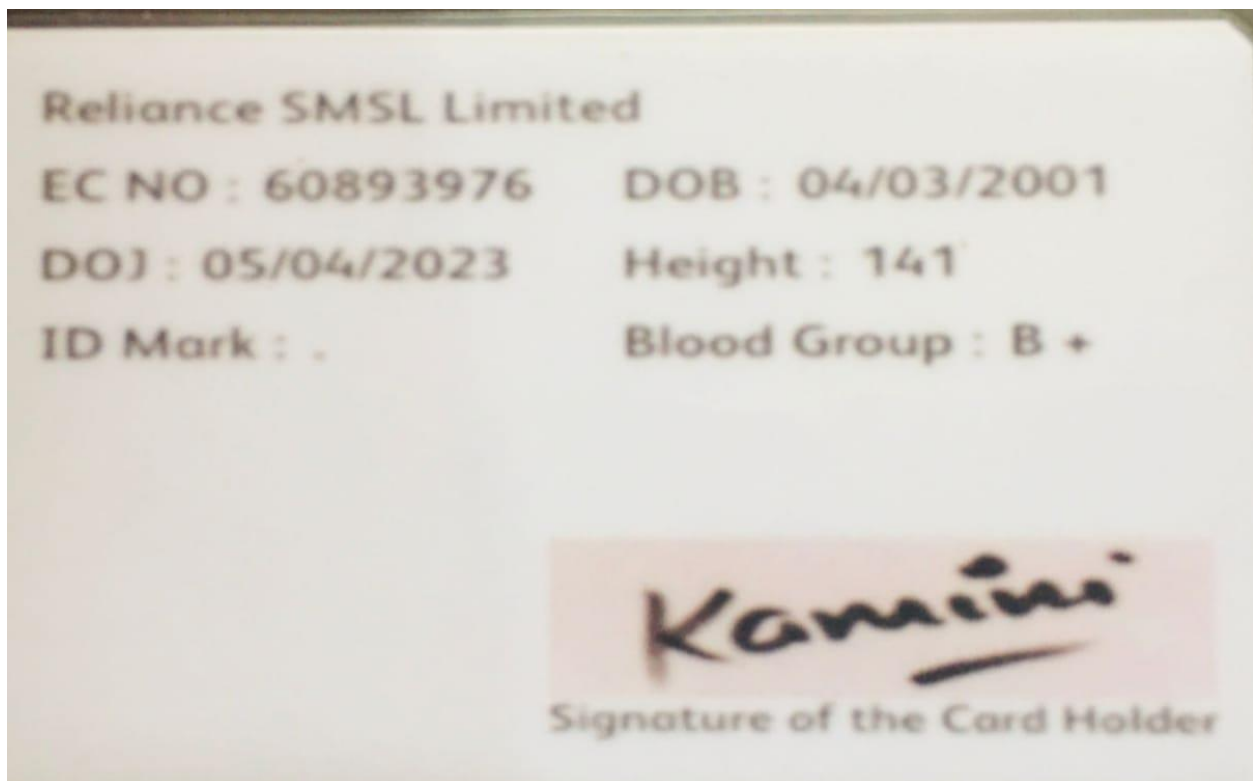 Reliance SMSL Limited
EC NO : 60893976 DOB : 04/03/2001
DOJ : 05/04/2023 Height : 141
ID Mark : . Blood Group : B +
Kamini
Signature of the Card Holder